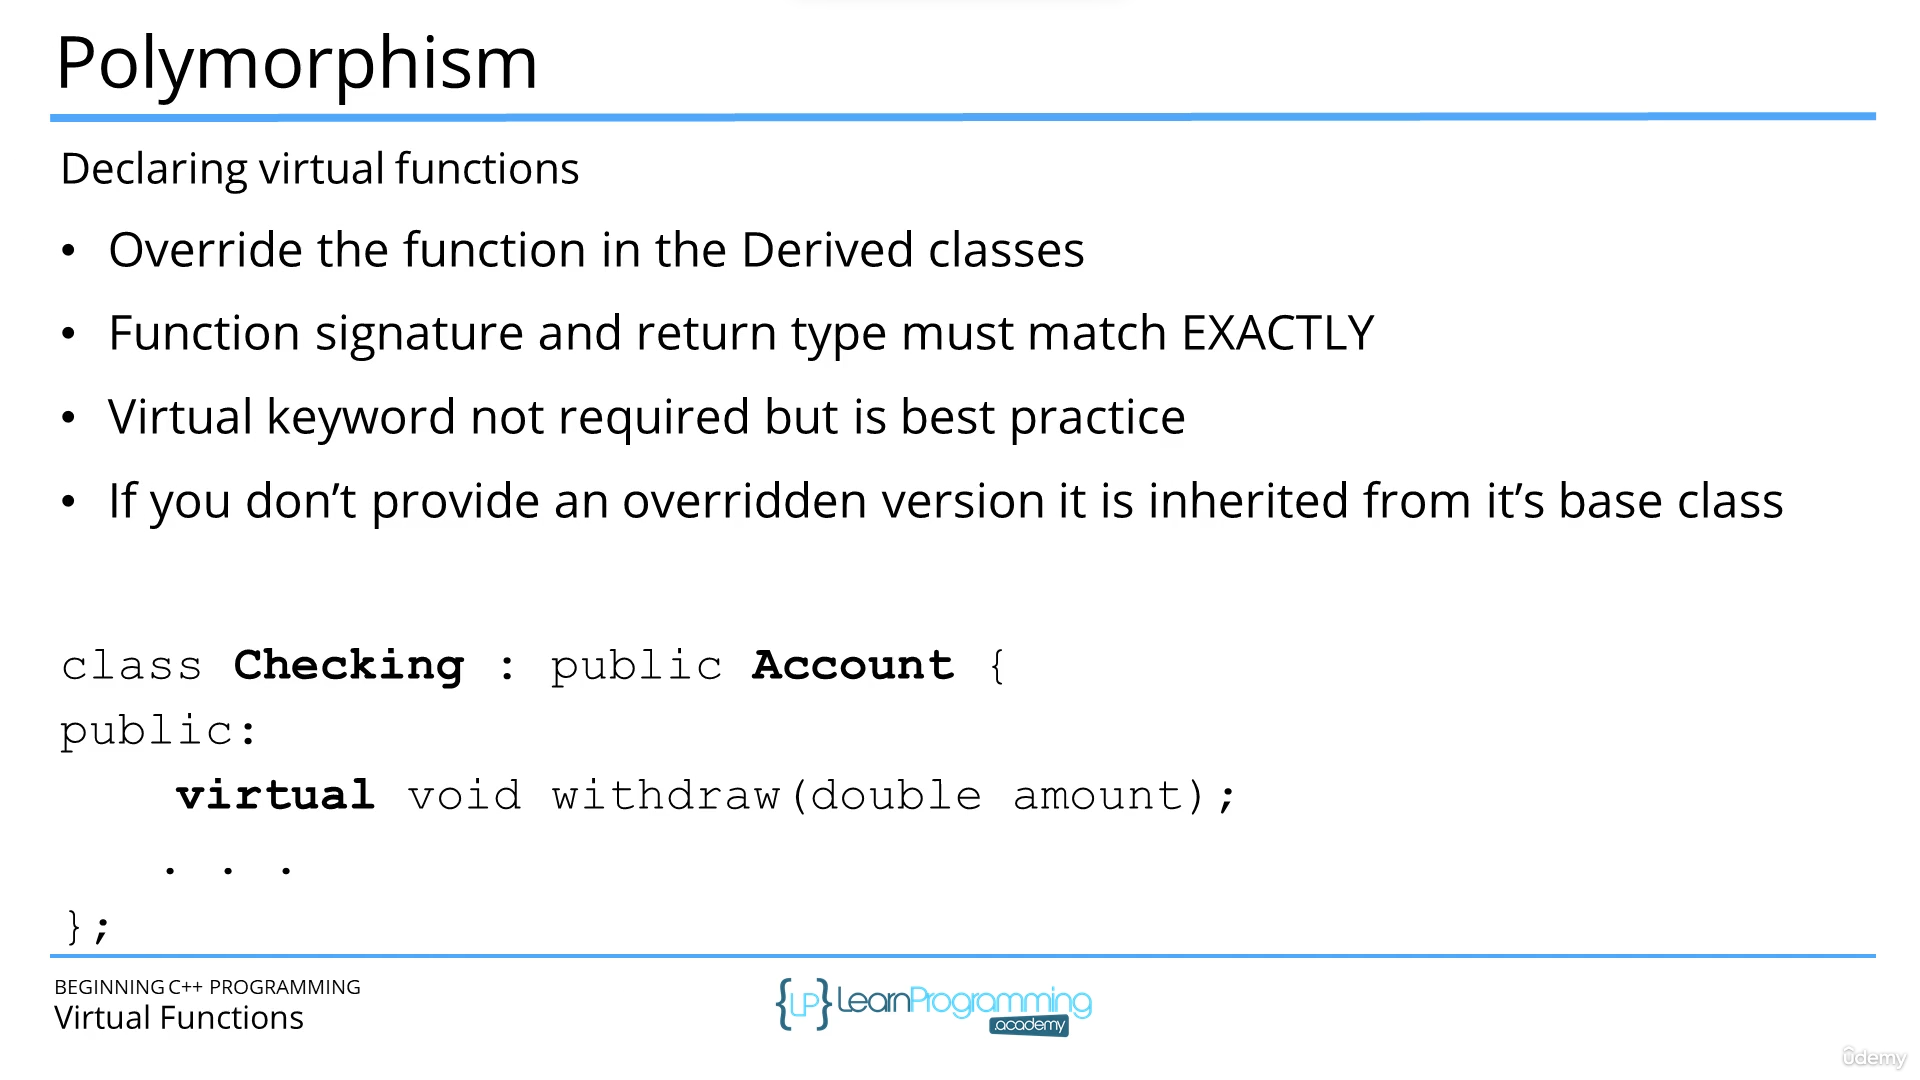 Polymorphism
Declaring virtual functions
• Override the function in the Derived classes
• Function signature and return type must match EXACTLY
• Virtual keyword not required but is best practice
• If you don’t provide an overridden version it is inherited from it’s base class
class Checking : public Account {
public:
virtual void withdraw(double amount);
. . .
};
BEGINNING C++ PROGRAMMING
Virtual Functions
{LP} LearnProgramming
.academy
ûdemy